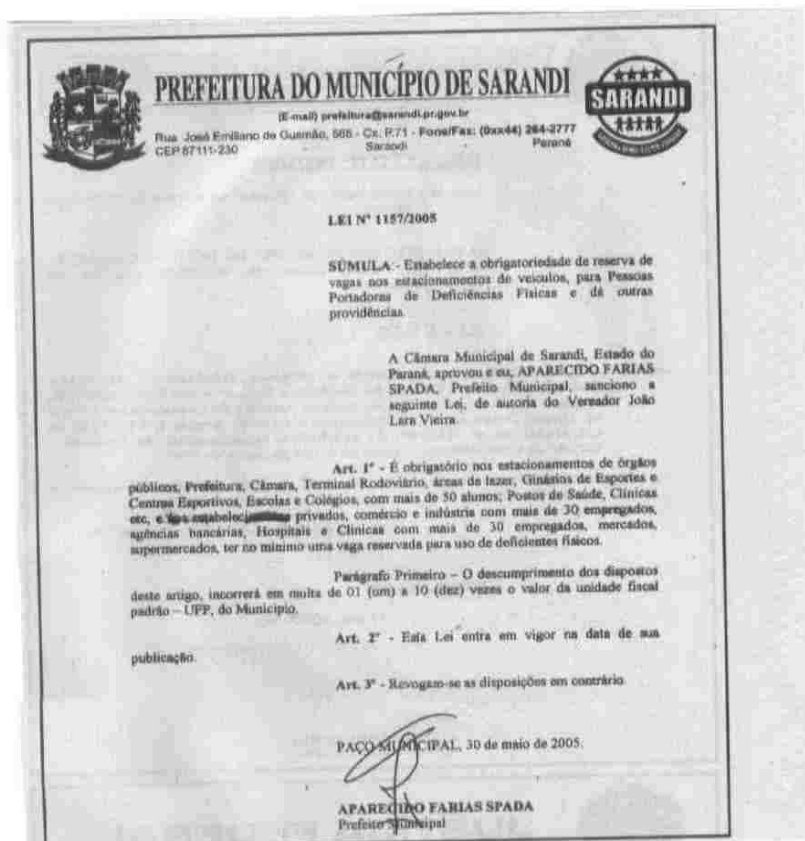 PREFEITURA DO MUNICÍPIO DE SARANDI
SARANDI
(E-mail) prefeitura@sarandi.pr.gov.br
Rua José Emiliano de Gusmão, 565 - Cx. P.71 - Fone/Fax: (0xx44) 264-2777
CEP 87111-230 - Sarandi - Paraná
LEI Nº 1157/2005
SÚMULA:- Estabelece a obrigatoriedade de reserva de
vagas nos estacionamentos de veículos, para Pessoas
Portadoras de Deficiências Físicas e dá outras
providências.
A Câmara Municipal de Sarandi, Estado do
Paraná, aprovou e eu, APARECIDO FARIAS
SPADA, Prefeito Municipal, sanciono a
seguinte Lei, de autoria do Vereador João
Lara Vieira.
Art. 1º - É obrigatório nos estacionamentos de órgãos
públicos, Prefeitura, Câmara, Terminal Rodoviário, áreas de lazer, Ginásios de Esportes e
Centros Esportivos, Escolas e Colégios, com mais de 50 alunos; Postos de Saúde, Clínicas
etc, e privados, comércio e indústria com mais de 30 empregados,
agências bancárias, Hospitais e Clínicas com mais de 30 empregados, mercados,
supermercados, ter no mínimo uma vaga reservada para uso de deficientes físicos.
Parágrafo Primeiro – O descumprimento dos dispostos
deste artigo, incorrerá em multa de 01 (um) a 10 (dez) vezes o valor da unidade fiscal
padrão – UFP, do Município.
Art. 2º - Esta Lei entra em vigor na data de sua
publicação.
Art. 3º - Revogam-se as disposições em contrário.
PAÇO MUNICIPAL, 30 de maio de 2005.
APARECIDO FARIAS SPADA
Prefeito Municipal